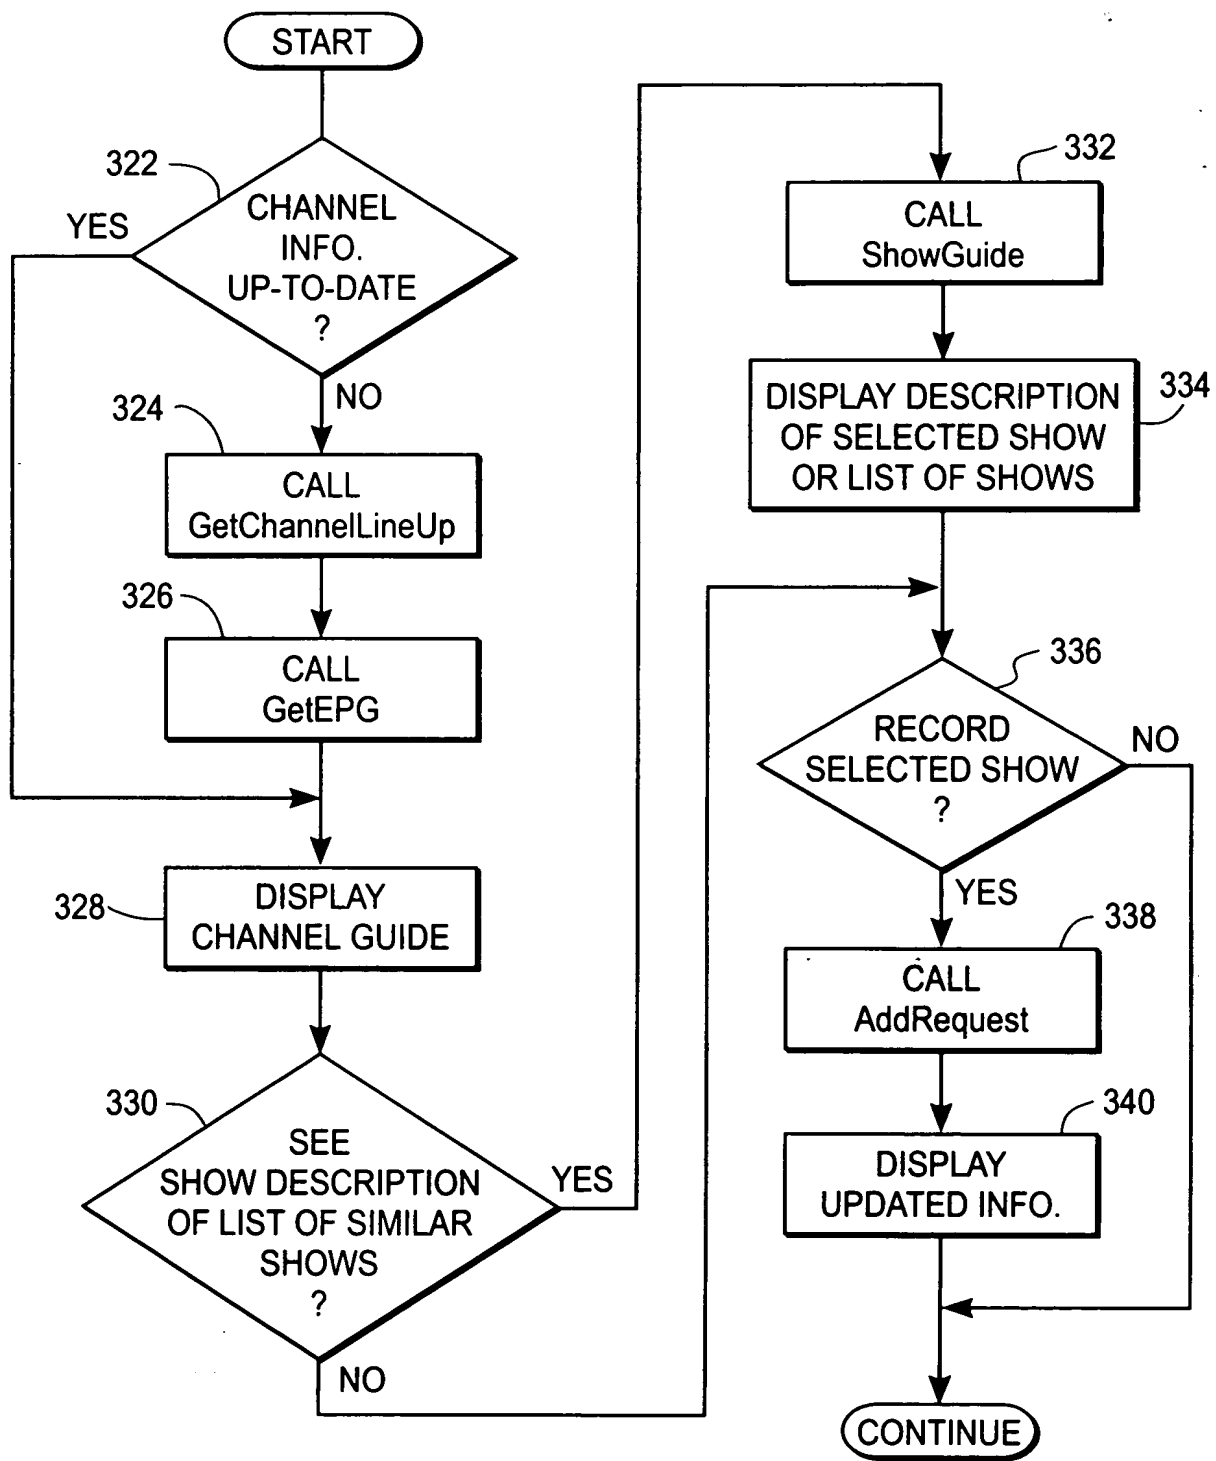 START
322
YES
CHANNEL
INFO.
UP-TO-DATE
?
NO
324
CALL
GetChannelLineUp
326
CALL
GetEPG
328
DISPLAY
CHANNEL GUIDE
330
SEE
SHOW DESCRIPTION
OF LIST OF SIMILAR
SHOWS
?
YES
NO
332
CALL
ShowGuide
334
DISPLAY DESCRIPTION
OF SELECTED SHOW
OR LIST OF SHOWS
336
RECORD
SELECTED SHOW
?
NO
YES
338
CALL
AddRequest
340
DISPLAY
UPDATED INFO.
CONTINUE